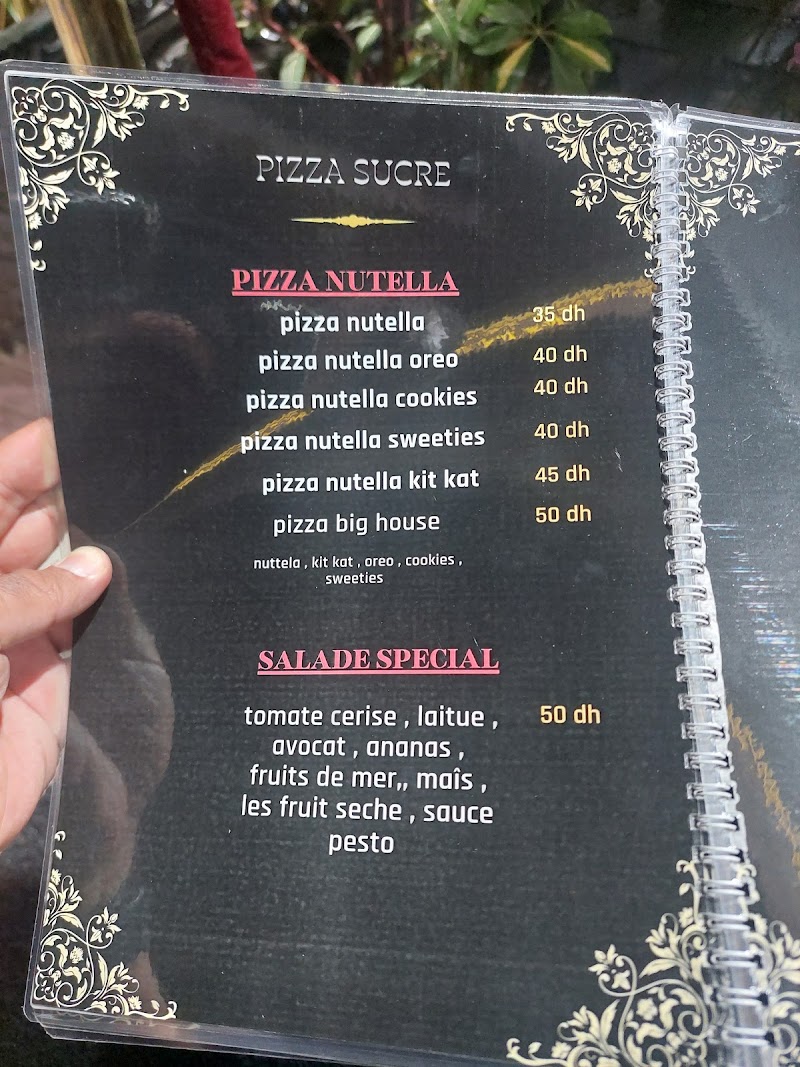 PIZZA SUCRE
PIZZA NUTELLA
pizza nutella 35 dh
pizza nutella oreo 40 dh
pizza nutella cookies 40 dh
pizza nutella sweeties 40 dh
pizza nutella kit kat 45 dh
pizza big house 50 dh
nuttela , kit kat , oreo , cookies ,
sweeties
SALADE SPECIAL
tomate cerise , laitue , 50 dh
avocat , ananas ,
fruits de mer,, maîs ,
les fruit seche , sauce
pesto